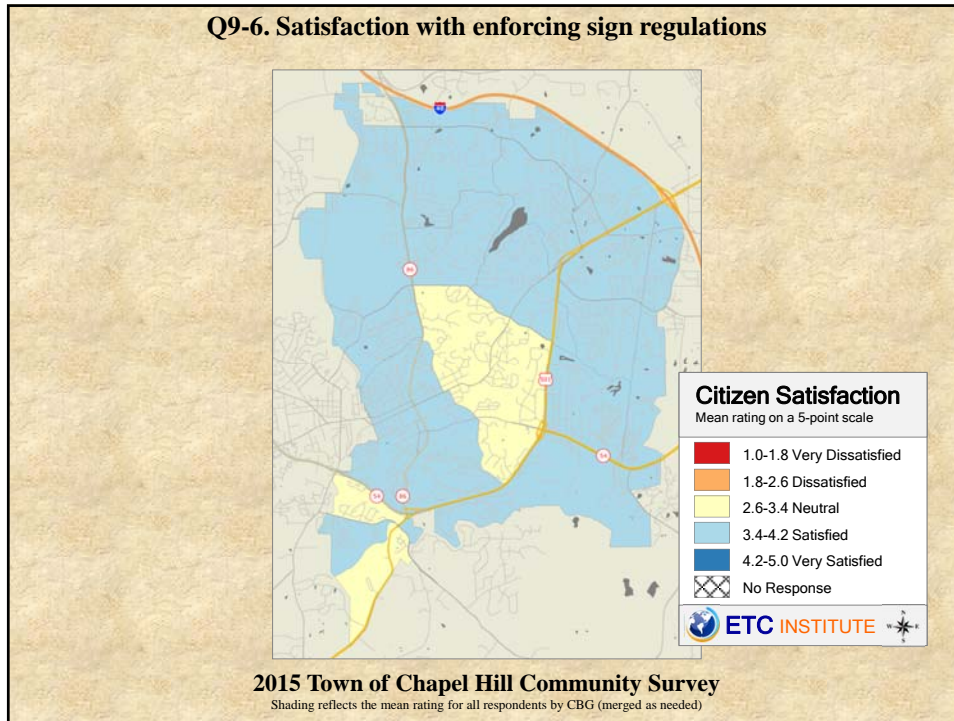 Q9-6. Satisfaction with enforcing sign regulations
40
86
54
54
86
Citizen Satisfaction
Mean rating on a 5-point scale
1.0-1.8 Very Dissatisfied
1.8-2.6 Dissatisfied
2.6-3.4 Neutral
3.4-4.2 Satisfied
4.2-5.0 Very Satisfied
No Response
ETC INSTITUTE
2015 Town of Chapel Hill Community Survey
Shading reflects the mean rating for all respondents by CBG (merged as needed)